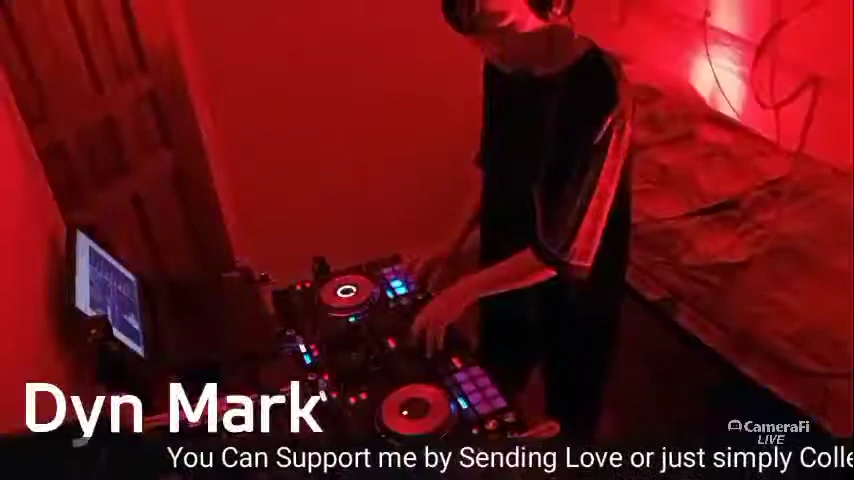 Dyn Mark
CameraFi
LIVE
You Can Support me by Sending Love or just simply Colle